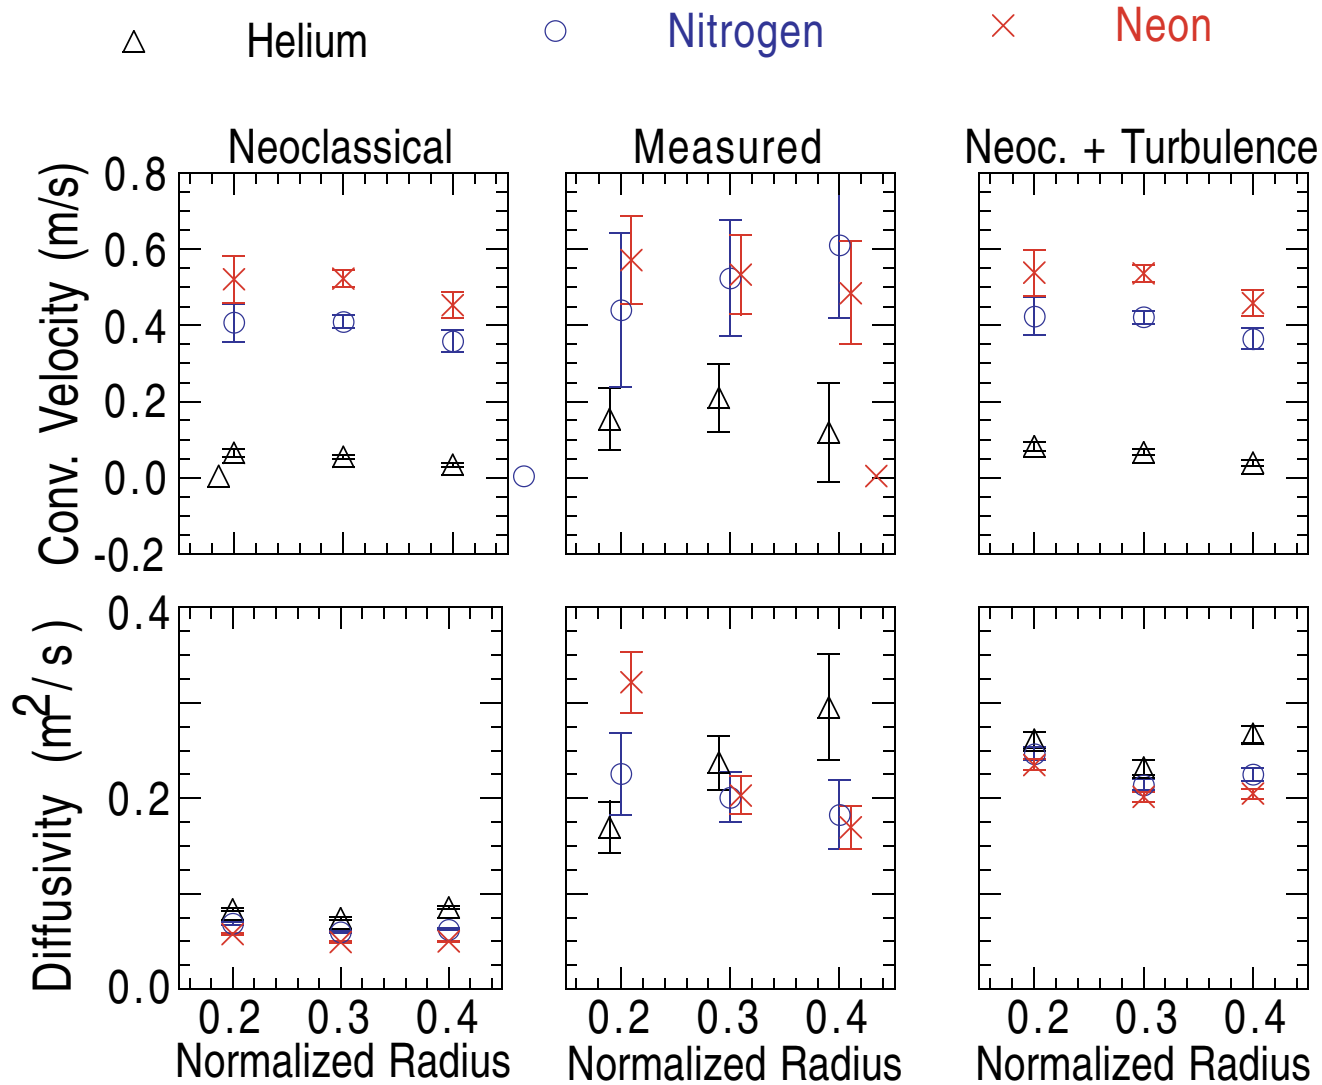 Helium Nitrogen Neon
Neoclassical Measured Neoc. + Turbulence
Conv. Velocity (m/s)
0.8
0.6
0.4
0.2
0.0
-0.2
Diffusivity (m²/s)
0.4
0.2
0.0
0.2 0.3 0.4 0.2 0.3 0.4 0.2 0.3 0.4
Normalized Radius Normalized Radius Normalized Radius